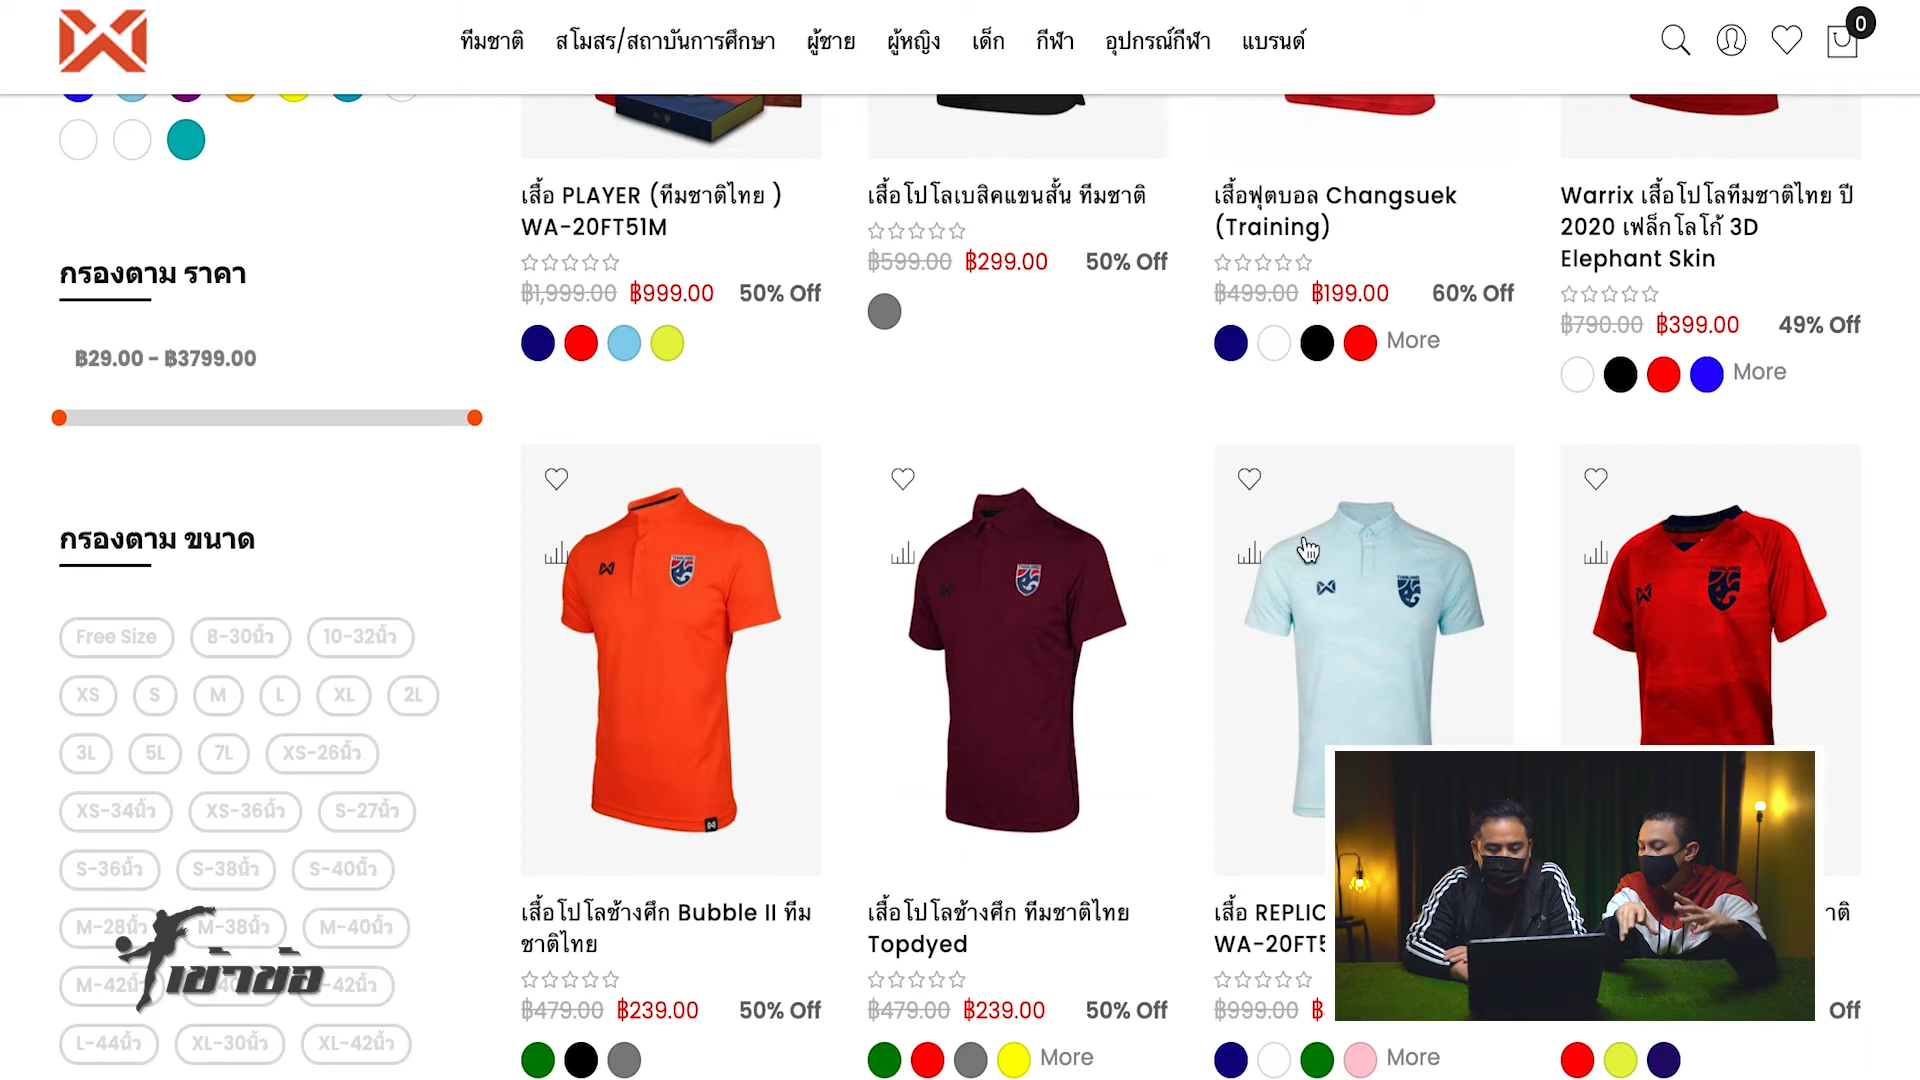 ทีมชาติ สโมสร/สถาบันการศึกษา ผู้ชาย ผู้หญิง เด็ก กีฬา อุปกรณ์กีฬา แบรนด์
0
เสื้อ PLAYER (ทีมชาติไทย )
WA-20FT51M
฿1,999.00 ฿999.00 50% Off
เสื้อโปโลเบสิคแขนสั้น ทีมชาติ
฿599.00 ฿299.00 50% Off
เสื้อฟุตบอล Changsuek
(Training)
฿499.00 ฿199.00 60% Off
More
Warrix เสื้อโปโลทีมชาติไทย ปี
2020 เฟล็กโลโก้ 3D
Elephant Skin
฿790.00 ฿399.00 49% Off
More
กรองตาม ราคา
฿29.00 - ฿3799.00
กรองตาม ขนาด
Free Size 8-30นิ้ว 10-32นิ้ว
XS S M L XL 2L
3L 5L 7L XS-26นิ้ว
XS-34นิ้ว XS-36นิ้ว S-27นิ้ว
S-36นิ้ว S-38นิ้ว S-40นิ้ว
M-28นิ้ว M-38นิ้ว M-40นิ้ว
M-42นิ้ว -42นิ้ว
L-44นิ้ว XL-30นิ้ว XL-42นิ้ว
เข้าข้อ
THAILAND
THAILAND
THAILAND
THAILAND
เสื้อโปโลช้างศึก Bubble II ทีม
ชาติไทย
฿479.00 ฿239.00 50% Off
เสื้อโปโลช้างศึก ทีมชาติไทย
Topdyed
฿479.00 ฿239.00 50% Off
More
เสื้อ REPLIC
WA-20FT5
฿999.00 ฿
More
าติ
Off